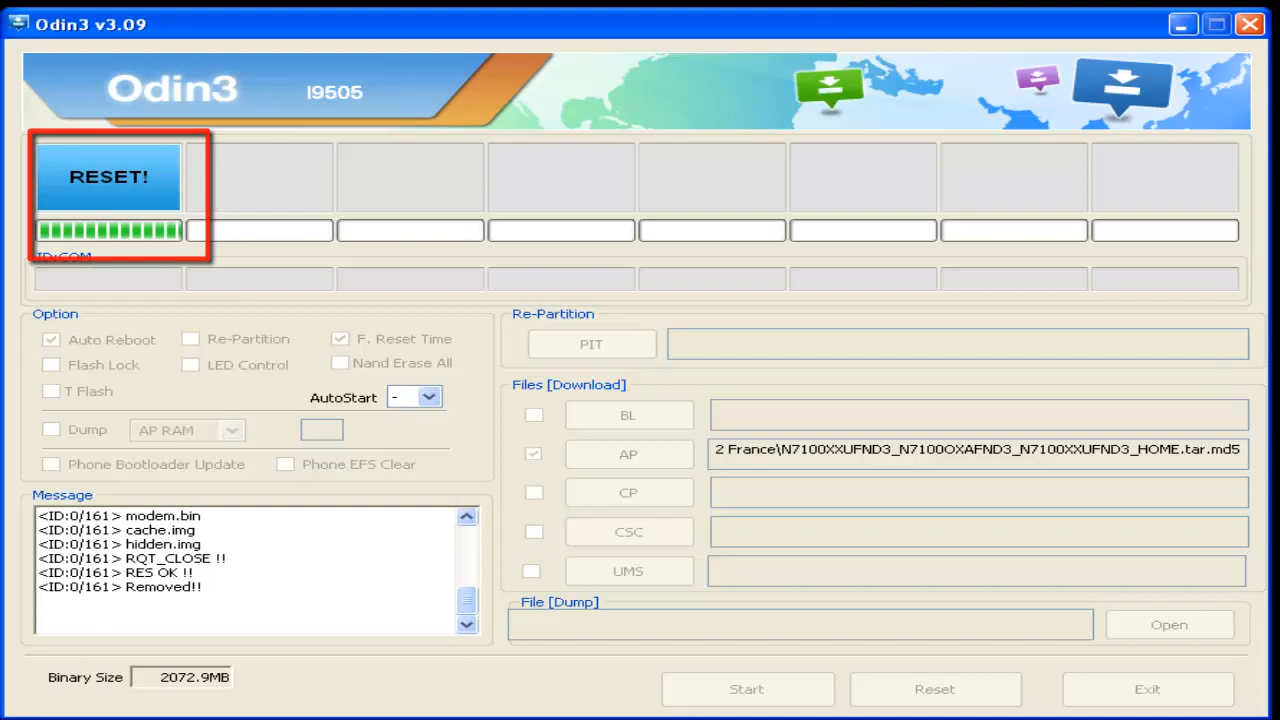 Odin3 v3.09
Odin3 I9505
RESET!
ID:COM
Option
Auto Reboot Re-Partition F. Reset Time
Flash Lock LED Control Nand Erase All
T Flash
AutoStart -
Dump AP RAM
Phone Bootloader Update Phone EFS Clear
Message
<ID:0/161> modem.bin
<ID:0/161> cache.img
<ID:0/161> hidden.img
<ID:0/161> RQT_CLOSE !!
<ID:0/161> RES OK !!
<ID:0/161> Removed!!
Re-Partition
PIT
Files [Download]
BL
AP 2 France\N7100XXUFND3_N7100OXAFND3_N7100XXUFND3_HOME.tar.md5
CP
CSC
UMS
File [Dump]
Open
Binary Size 2072.9MB
Start Reset Exit